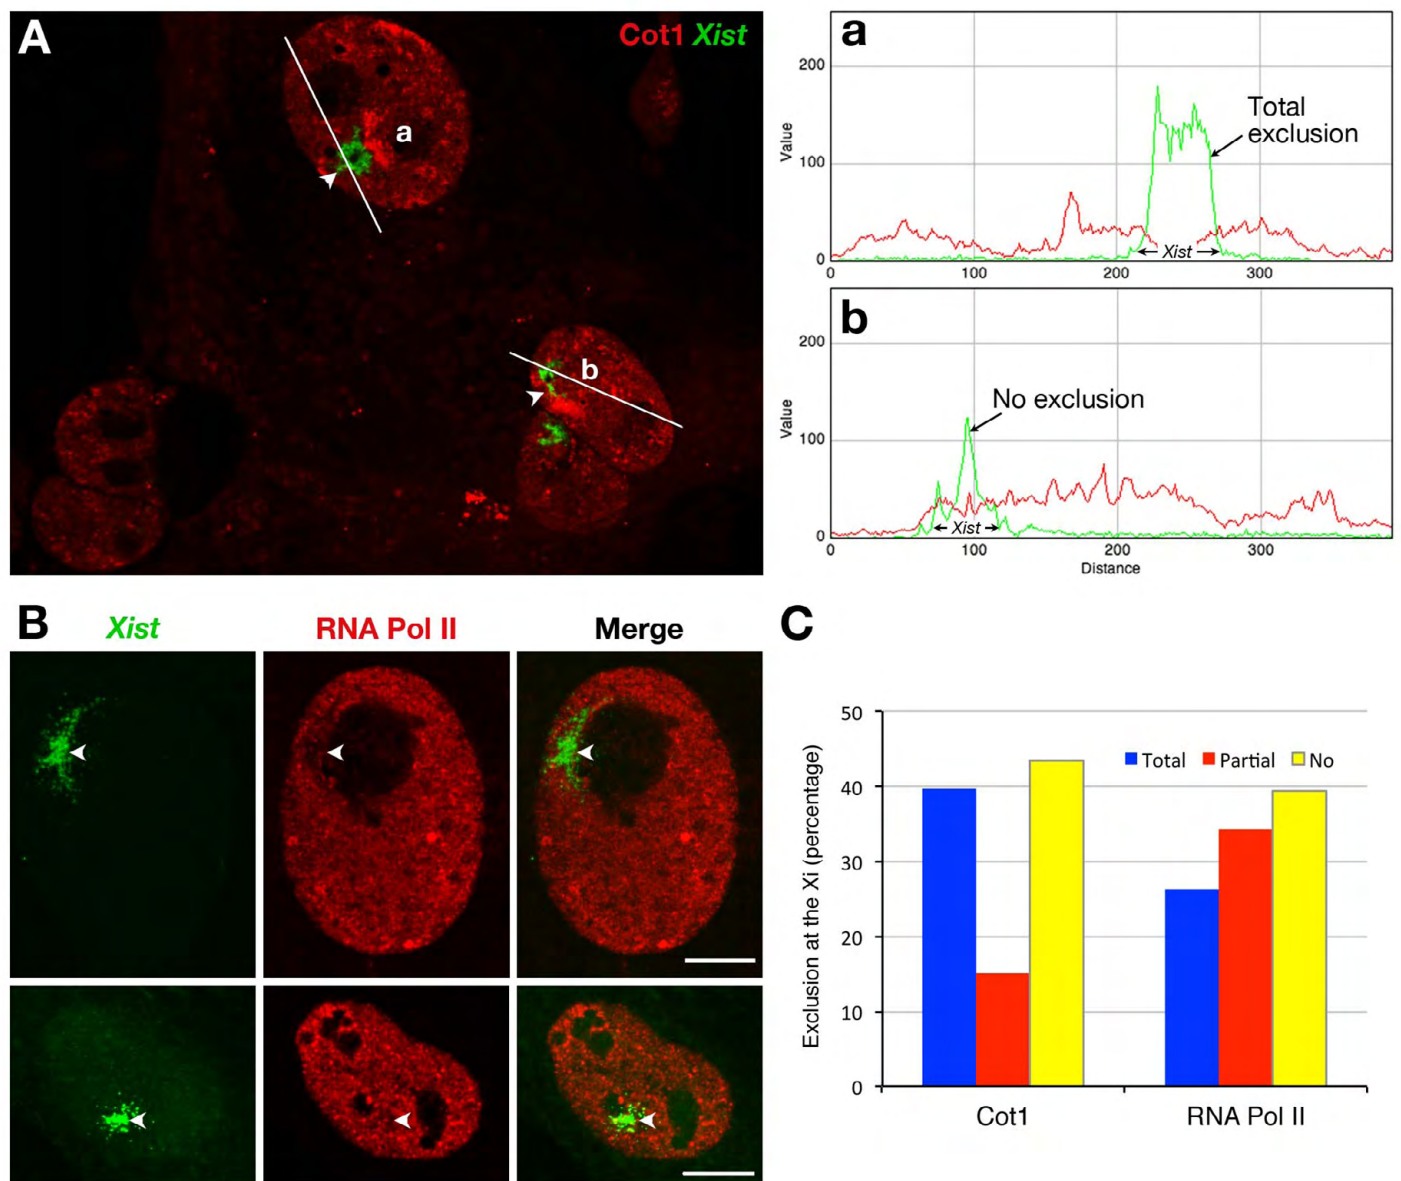 A
Cot1 Xist
a
b
a
Value
200
100
0
Total
exclusion
Xist
0 100 200 300
b
Value
200
100
0
No exclusion
Xist
0 100 200 300
Distance
B
Xist RNA Pol II Merge
C
Exclusion at the Xi (percentage)
50
40
30
20
10
0
Total Partial No
Cot1 RNA Pol II